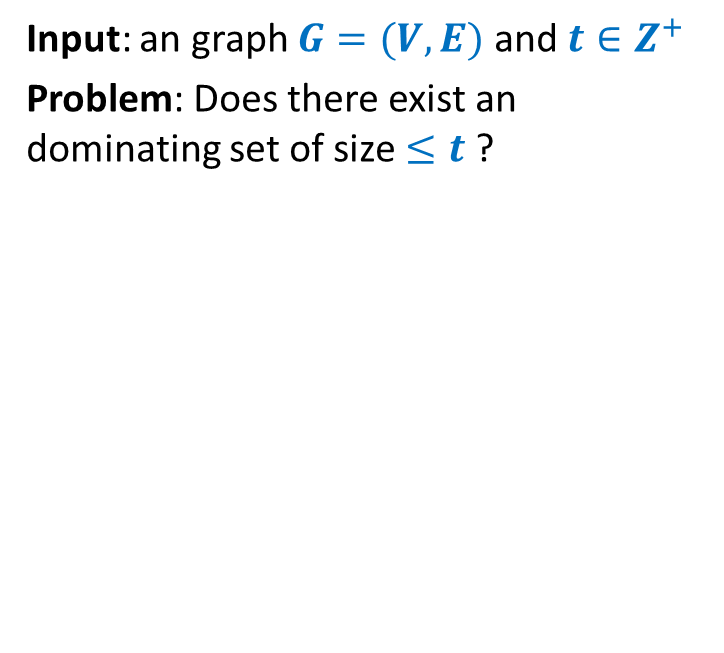 Input: an graph G = (V, E) and t ∈ Z⁺
Problem: Does there exist an
dominating set of size ≤ t ?